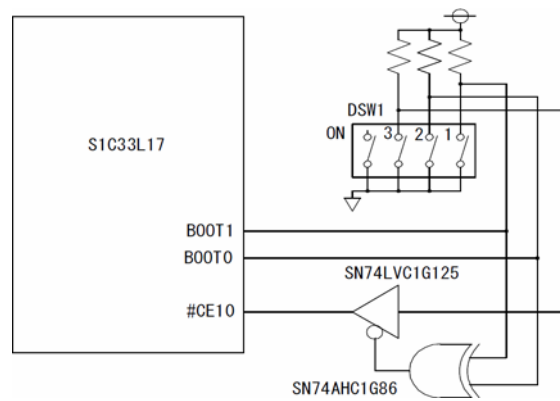 DSW1
ON 3 2 1
S1C33L17
BOOT1
BOOT0
SN74LVC1G125
#CE10
SN74AHC1G86